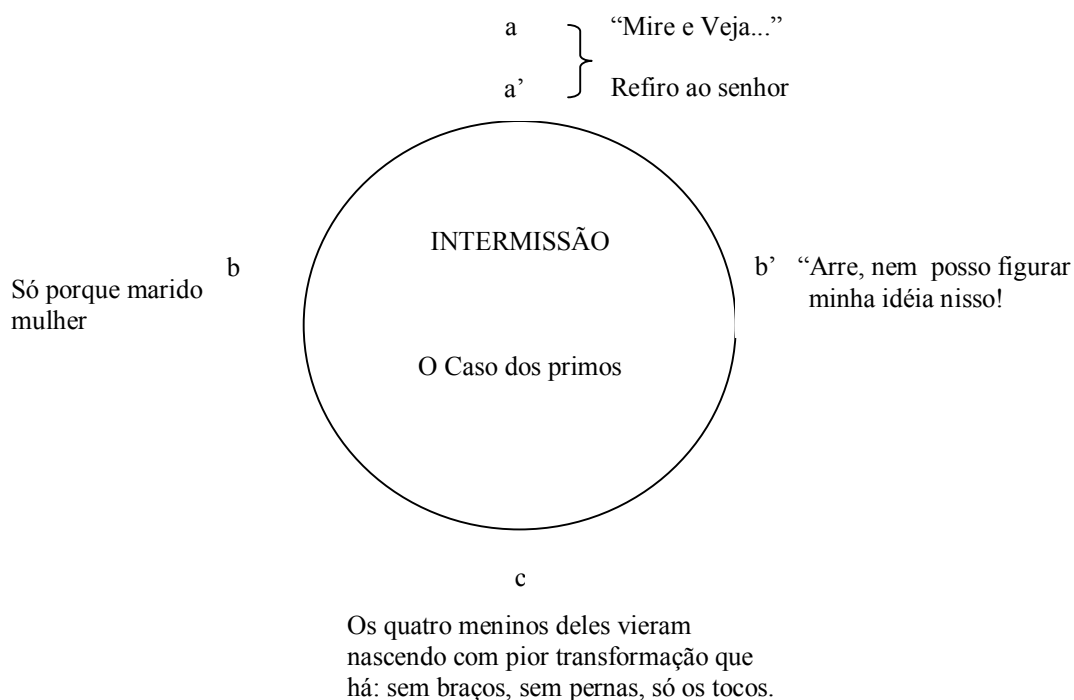 a “Mire e Veja...”
a’ Refiro ao senhor
INTERMISSÃO
b
Só porque marido
mulher
b’ “Arre, nem posso figurar
minha idéia nisso!
O Caso dos primos
c
Os quatro meninos deles vieram
nascendo com pior transformação que
há: sem braços, sem pernas, só os tocos.